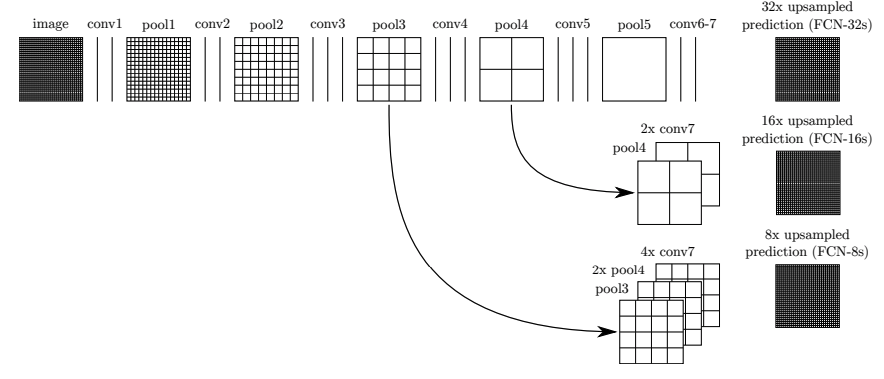 image conv1 pool1 conv2 pool2 conv3 pool3 conv4 pool4 conv5 pool5 conv6-7
32x upsampled
prediction (FCN-32s)
16x upsampled
prediction (FCN-16s)
2x conv7
pool4
8x upsampled
prediction (FCN-8s)
4x conv7
2x pool4
pool3